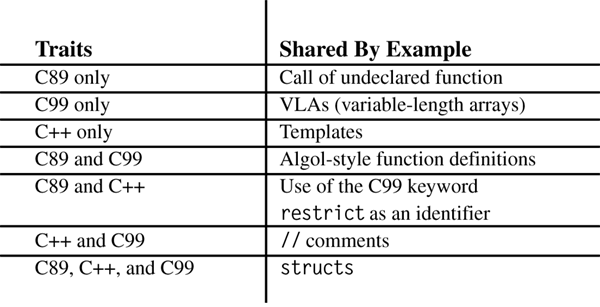 Traits Shared By Example
C89 only Call of undeclared function
C99 only VLAs (variable-length arrays)
C++ only Templates
C89 and C99 Algol-style function definitions
C89 and C++ Use of the C99 keyword
restrict as an identifier
C++ and C99 // comments
C89, C++, and C99 structs